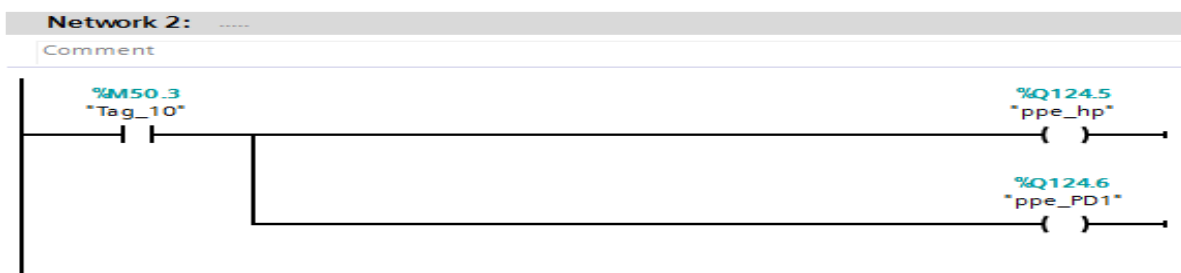 Network 2: .....
Comment
%M50.3
"Tag_10"
%Q124.5
"ppe_hp"
%Q124.6
"ppe_PD1"